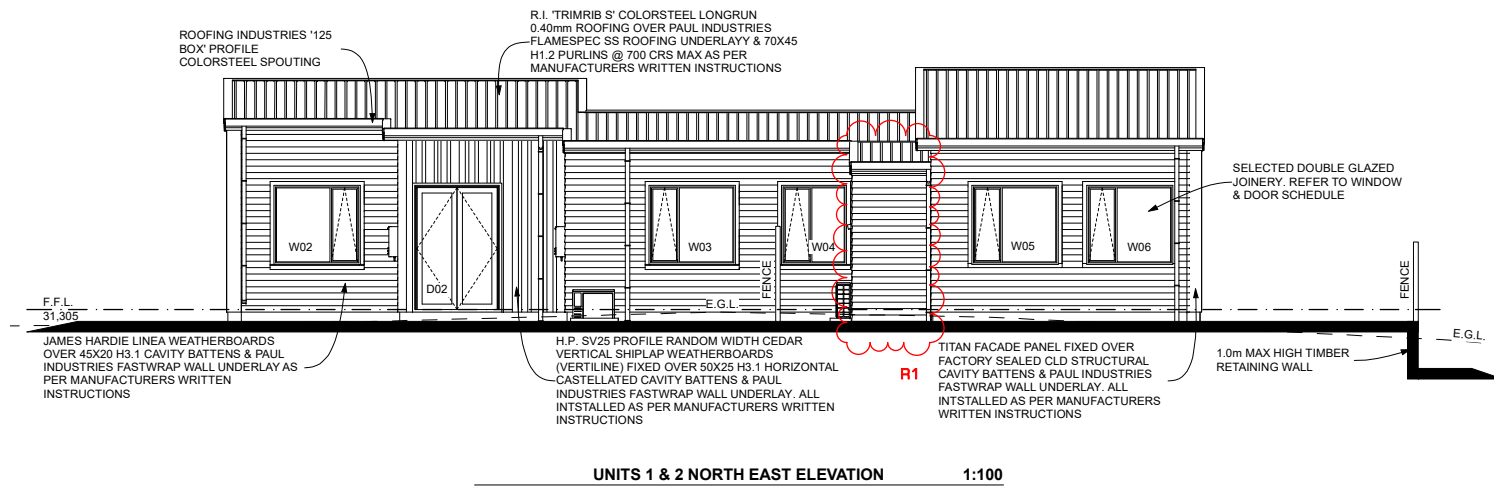 ROOFING INDUSTRIES '125
BOX' PROFILE
COLORSTEEL SPOUTING
R.I. 'TRIMRIB S' COLORSTEEL LONGRUN
0.40mm ROOFING OVER PAUL INDUSTRIES
FLAMESPEC SS ROOFING UNDERLAYY & 70X45
H1.2 PURLINS @ 700 CRS MAX AS PER
MANUFACTURERS WRITTEN INSTRUCTIONS
SELECTED DOUBLE GLAZED
JOINERY. REFER TO WINDOW
& DOOR SCHEDULE
W02
D02
W03
W04
W05
W06
FENCE
FENCE
E.G.L.
F.F.L.
31,305
E.G.L.
JAMES HARDIE LINEA WEATHERBOARDS
OVER 45X20 H3.1 CAVITY BATTENS & PAUL
INDUSTRIES FASTWRAP WALL UNDERLAY AS
PER MANUFACTURERS WRITTEN
INSTRUCTIONS
H.P. SV25 PROFILE RANDOM WIDTH CEDAR
VERTICAL SHIPLAP WEATHERBOARDS
(VERTILINE) FIXED OVER 50X25 H3.1 HORIZONTAL
CASTELLATED CAVITY BATTENS & PAUL
INDUSTRIES FASTWRAP WALL UNDERLAY. ALL
INTSTALLED AS PER MANUFACTURERS WRITTEN
INSTRUCTIONS
R1
TITAN FACADE PANEL FIXED OVER
FACTORY SEALED CLD STRUCTURAL
CAVITY BATTENS & PAUL INDUSTRIES
FASTWRAP WALL UNDERLAY. ALL
INTSTALLED AS PER MANUFACTURERS
WRITTEN INSTRUCTIONS
1.0m MAX HIGH TIMBER
RETAINING WALL
UNITS 1 & 2 NORTH EAST ELEVATION 1:100